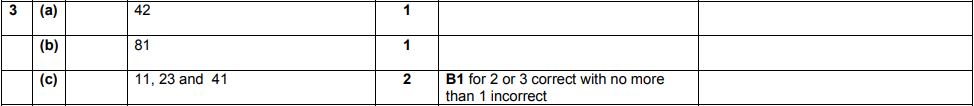 3 (a) 42 1
(b) 81 1
(c) 11, 23 and 41 2 B1 for 2 or 3 correct with no more
than 1 incorrect